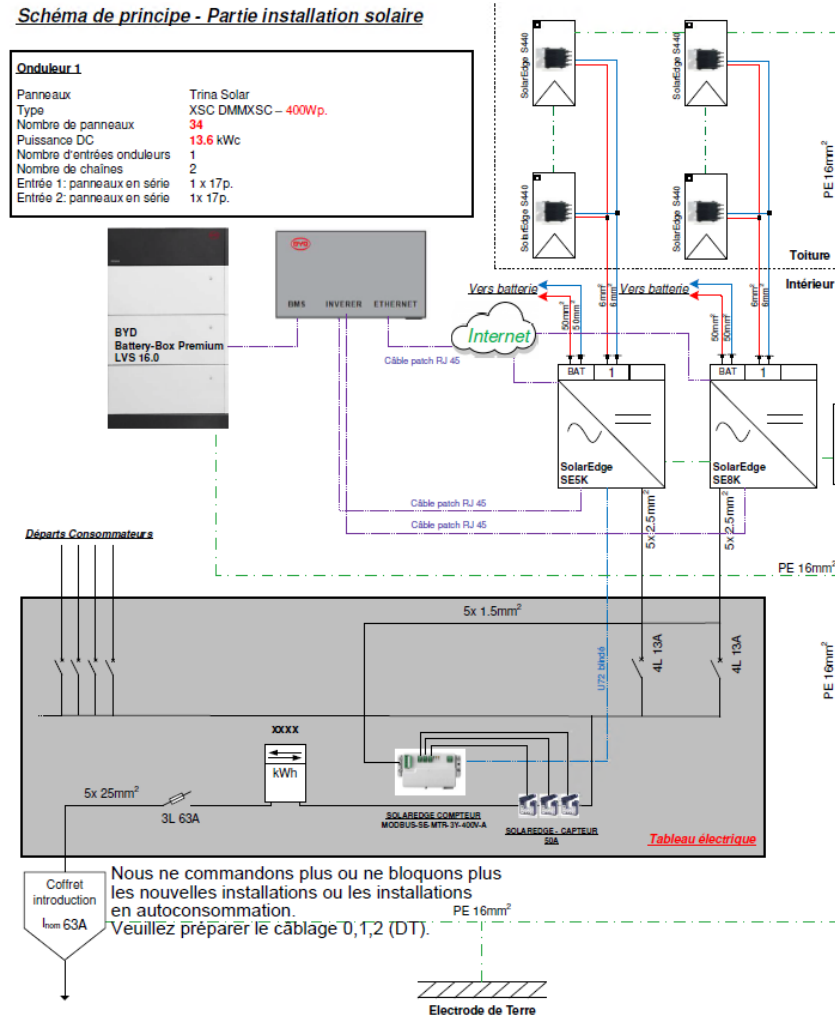 Schéma de principe - Partie installation solaire
Onduleur 1
Panneaux Trina Solar
Type XSC DMMXSC – 400Wp.
Nombre de panneaux 34
Puissance DC 13.6 kWc
Nombre d'entrées onduleurs 1
Nombre de chaînes 2
Entrée 1: panneaux en série 1 x 17p.
Entrée 2: panneaux en série 1x 17p.
SolarEdge S440
SolarEdge S440
SolarEdge S440
SolarEdge S440
PE 16mm²
Toiture
Intérieur
BYD
BMS INVERER ETHERNET
BYD
Battery-Box Premium
LVS 16.0
Vers batterie
Vers batterie
50mm²
50mm²
6mm²
6mm²
50mm²
50mm²
6mm²
6mm²
Internet
Câble patch RJ 45
BAT 1
BAT 1
SolarEdge
SE5K
SolarEdge
SE8K
Câble patch RJ 45
Câble patch RJ 45
5x 2.5mm²
5x 2.5mm²
Départs Consommateurs
PE 16mm²
5x 1.5mm²
U72 blindé
4L 13A
4L 13A
PE 16mm²
xxxx
kWh
5x 25mm²
3L 63A
SOLAREDGE COMPTEUR
MODBUS-SE-MTR-3Y-400V-A
SOLAREDGE - CAPTEUR
50A
Tableau électrique
Coffret
introduction
Inom 63A
Nous ne commandons plus ou ne bloquons plus
les nouvelles installations ou les installations
en autoconsommation.
Veuillez préparer le câblage 0,1,2 (DT).
PE 16mm²
Electrode de Terre